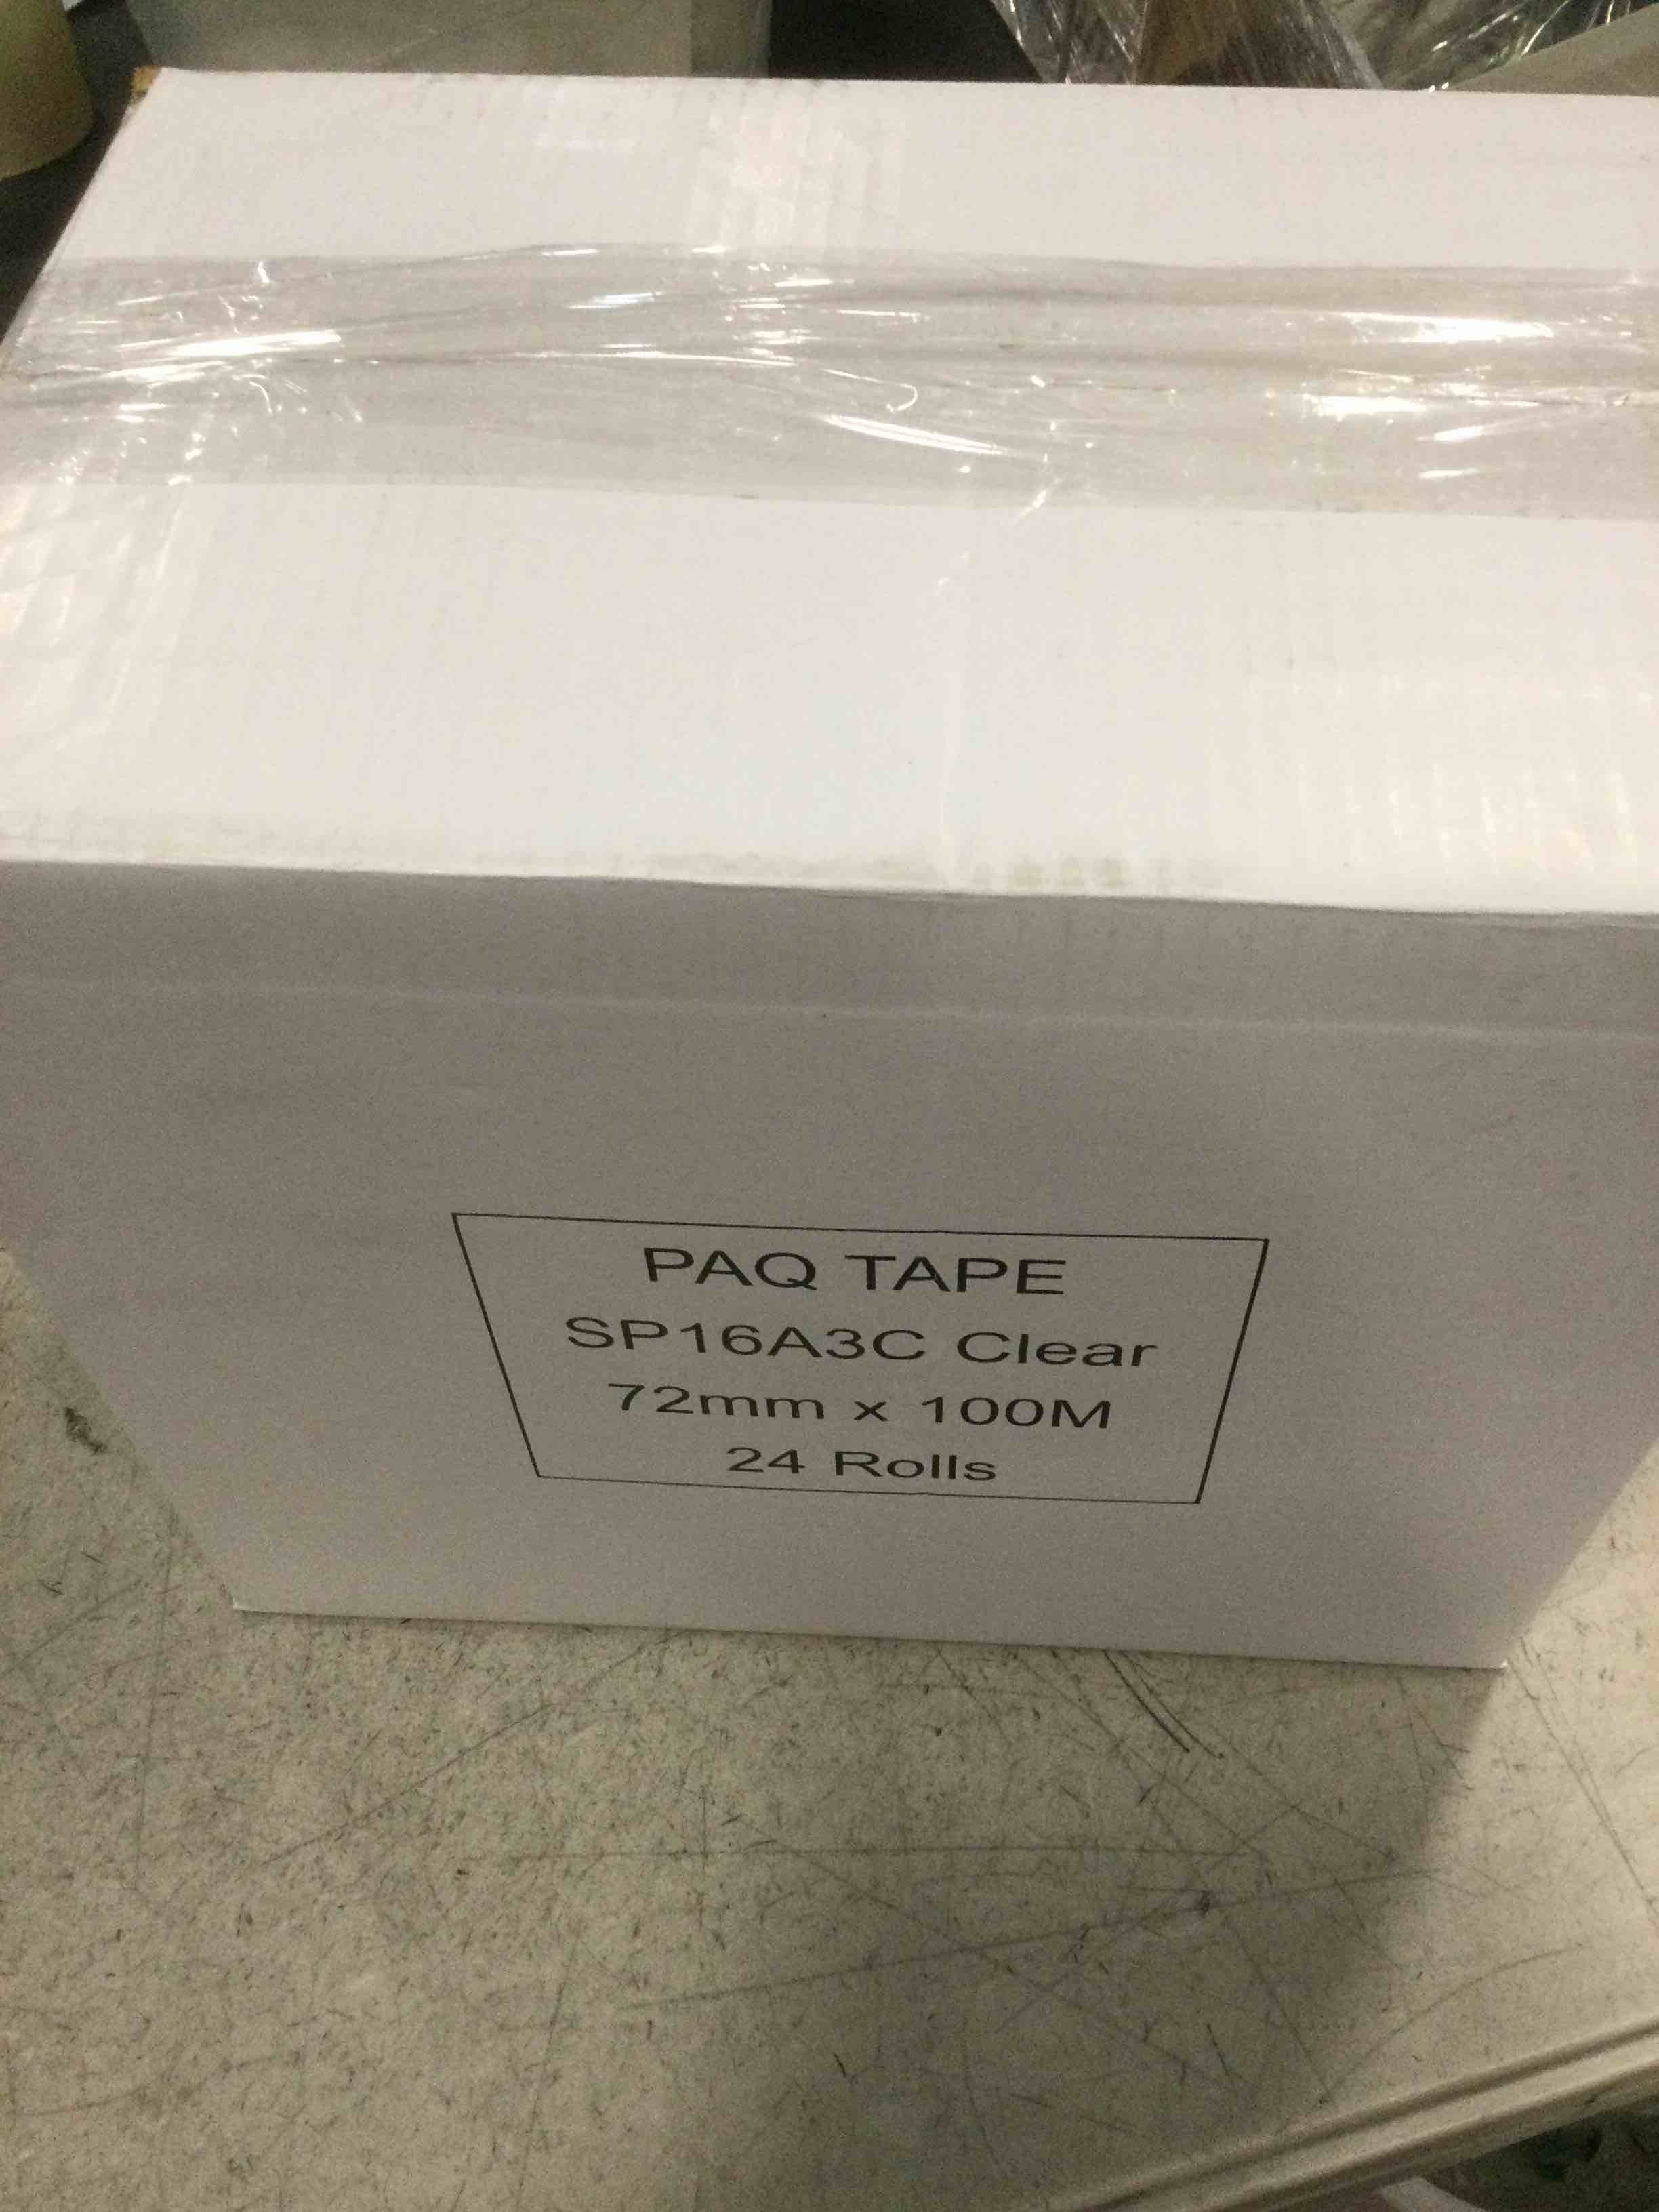 PAQ TAPE
SP16A3C Clear
72mm x 100M
24 Rolls